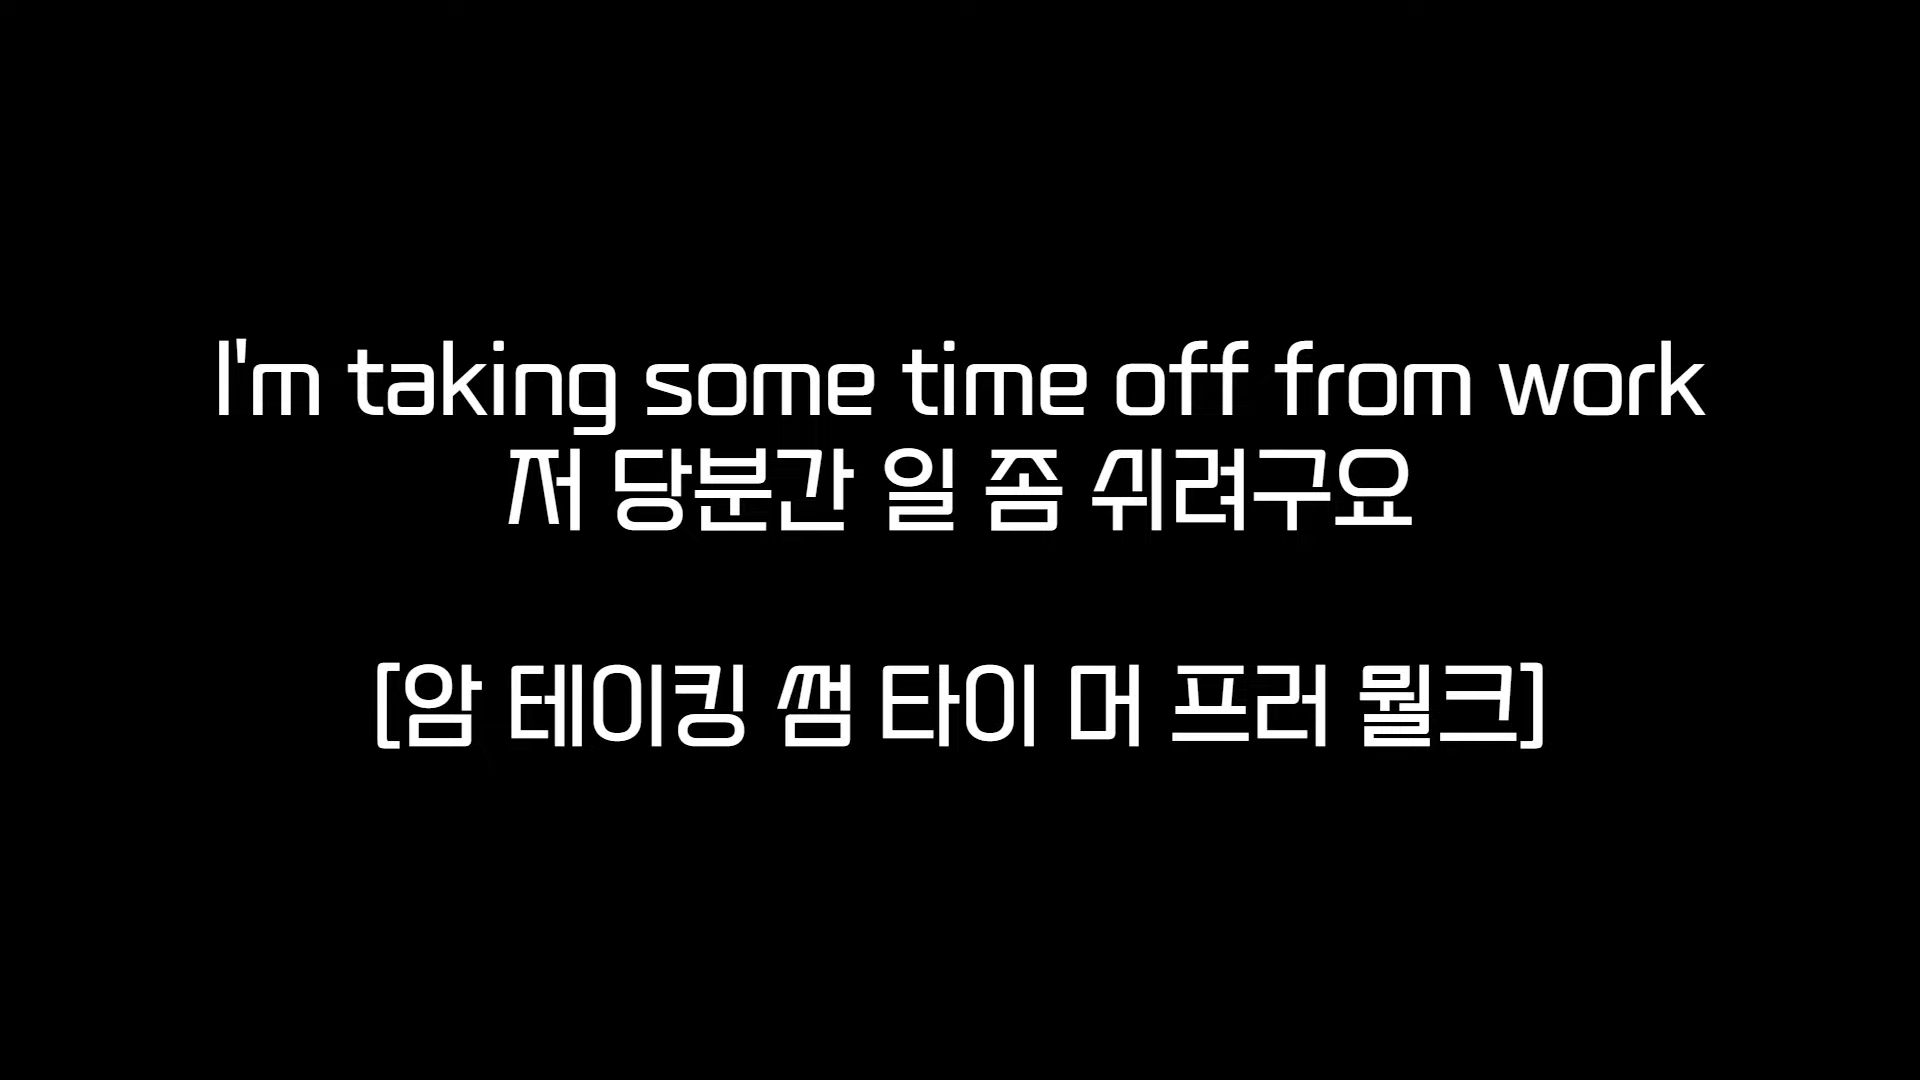 I'm taking some time off from work
저 당분간 일 좀 쉬려구요
[암 테이킹 썸 타이 머 프러 뭘크]